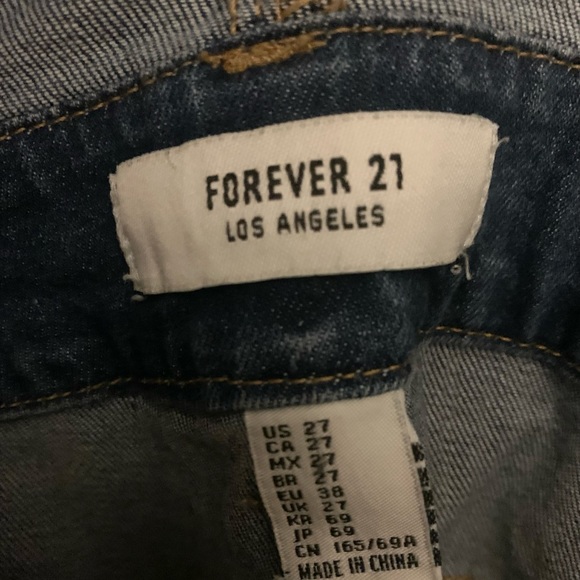 FOREVER 21
LOS ANGELES
US 27
CA 27
MX 27
BR 27
EU 38
UK 27
KR 69
JP 69
CN 165/69A
- MADE IN CHINA